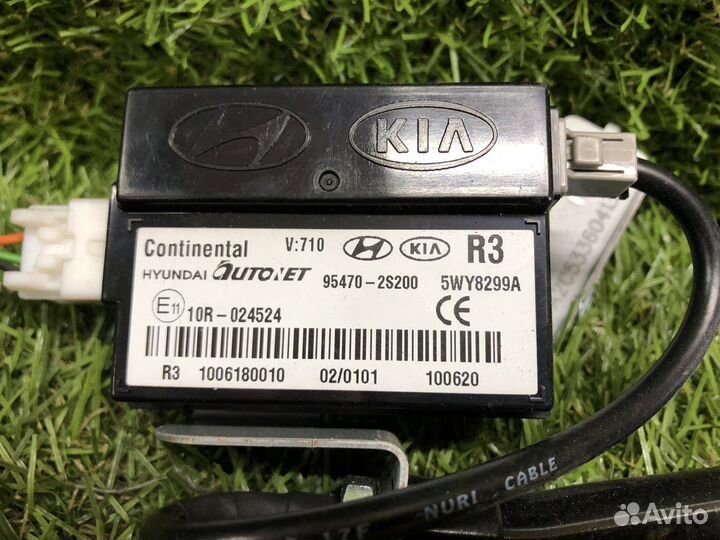 KIA
Continental V:710 KIA R3
HYUNDAI AUTONET 95470-2S200 5WY8299A
E11 10R-024524 CE
R3 1006180010 02/0101 100620
NURI CABLE
Avito